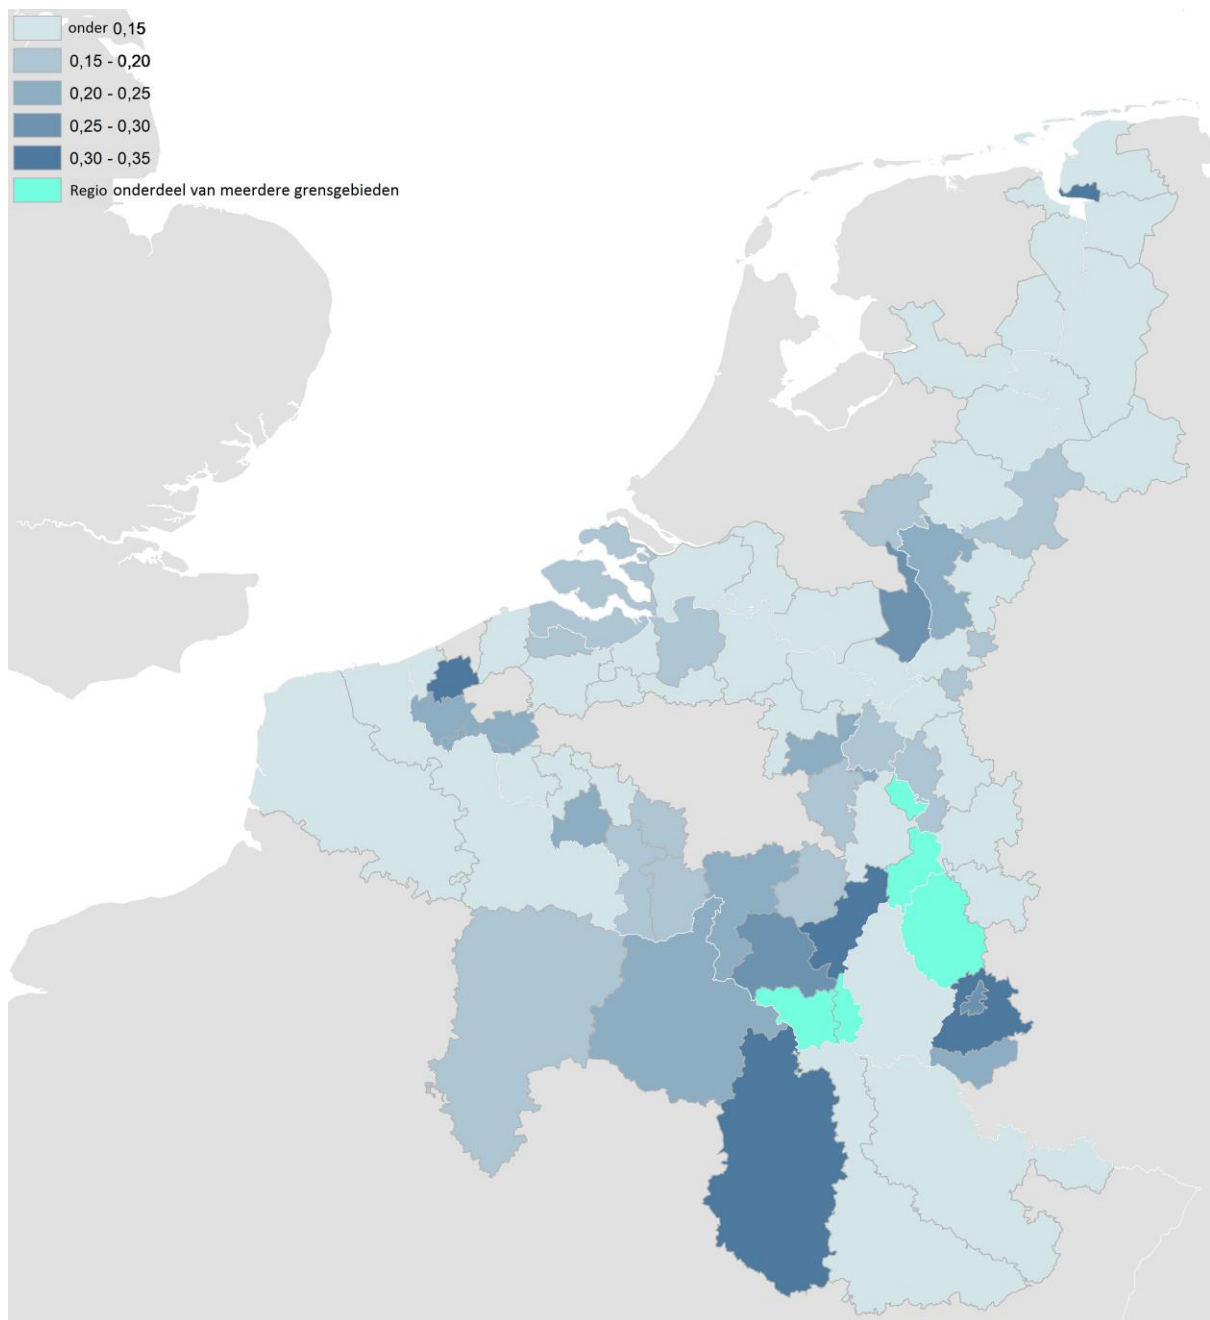 onder 0,15
0,15 - 0,20
0,20 - 0,25
0,25 - 0,30
0,30 - 0,35
Regio onderdeel van meerdere grensgebieden